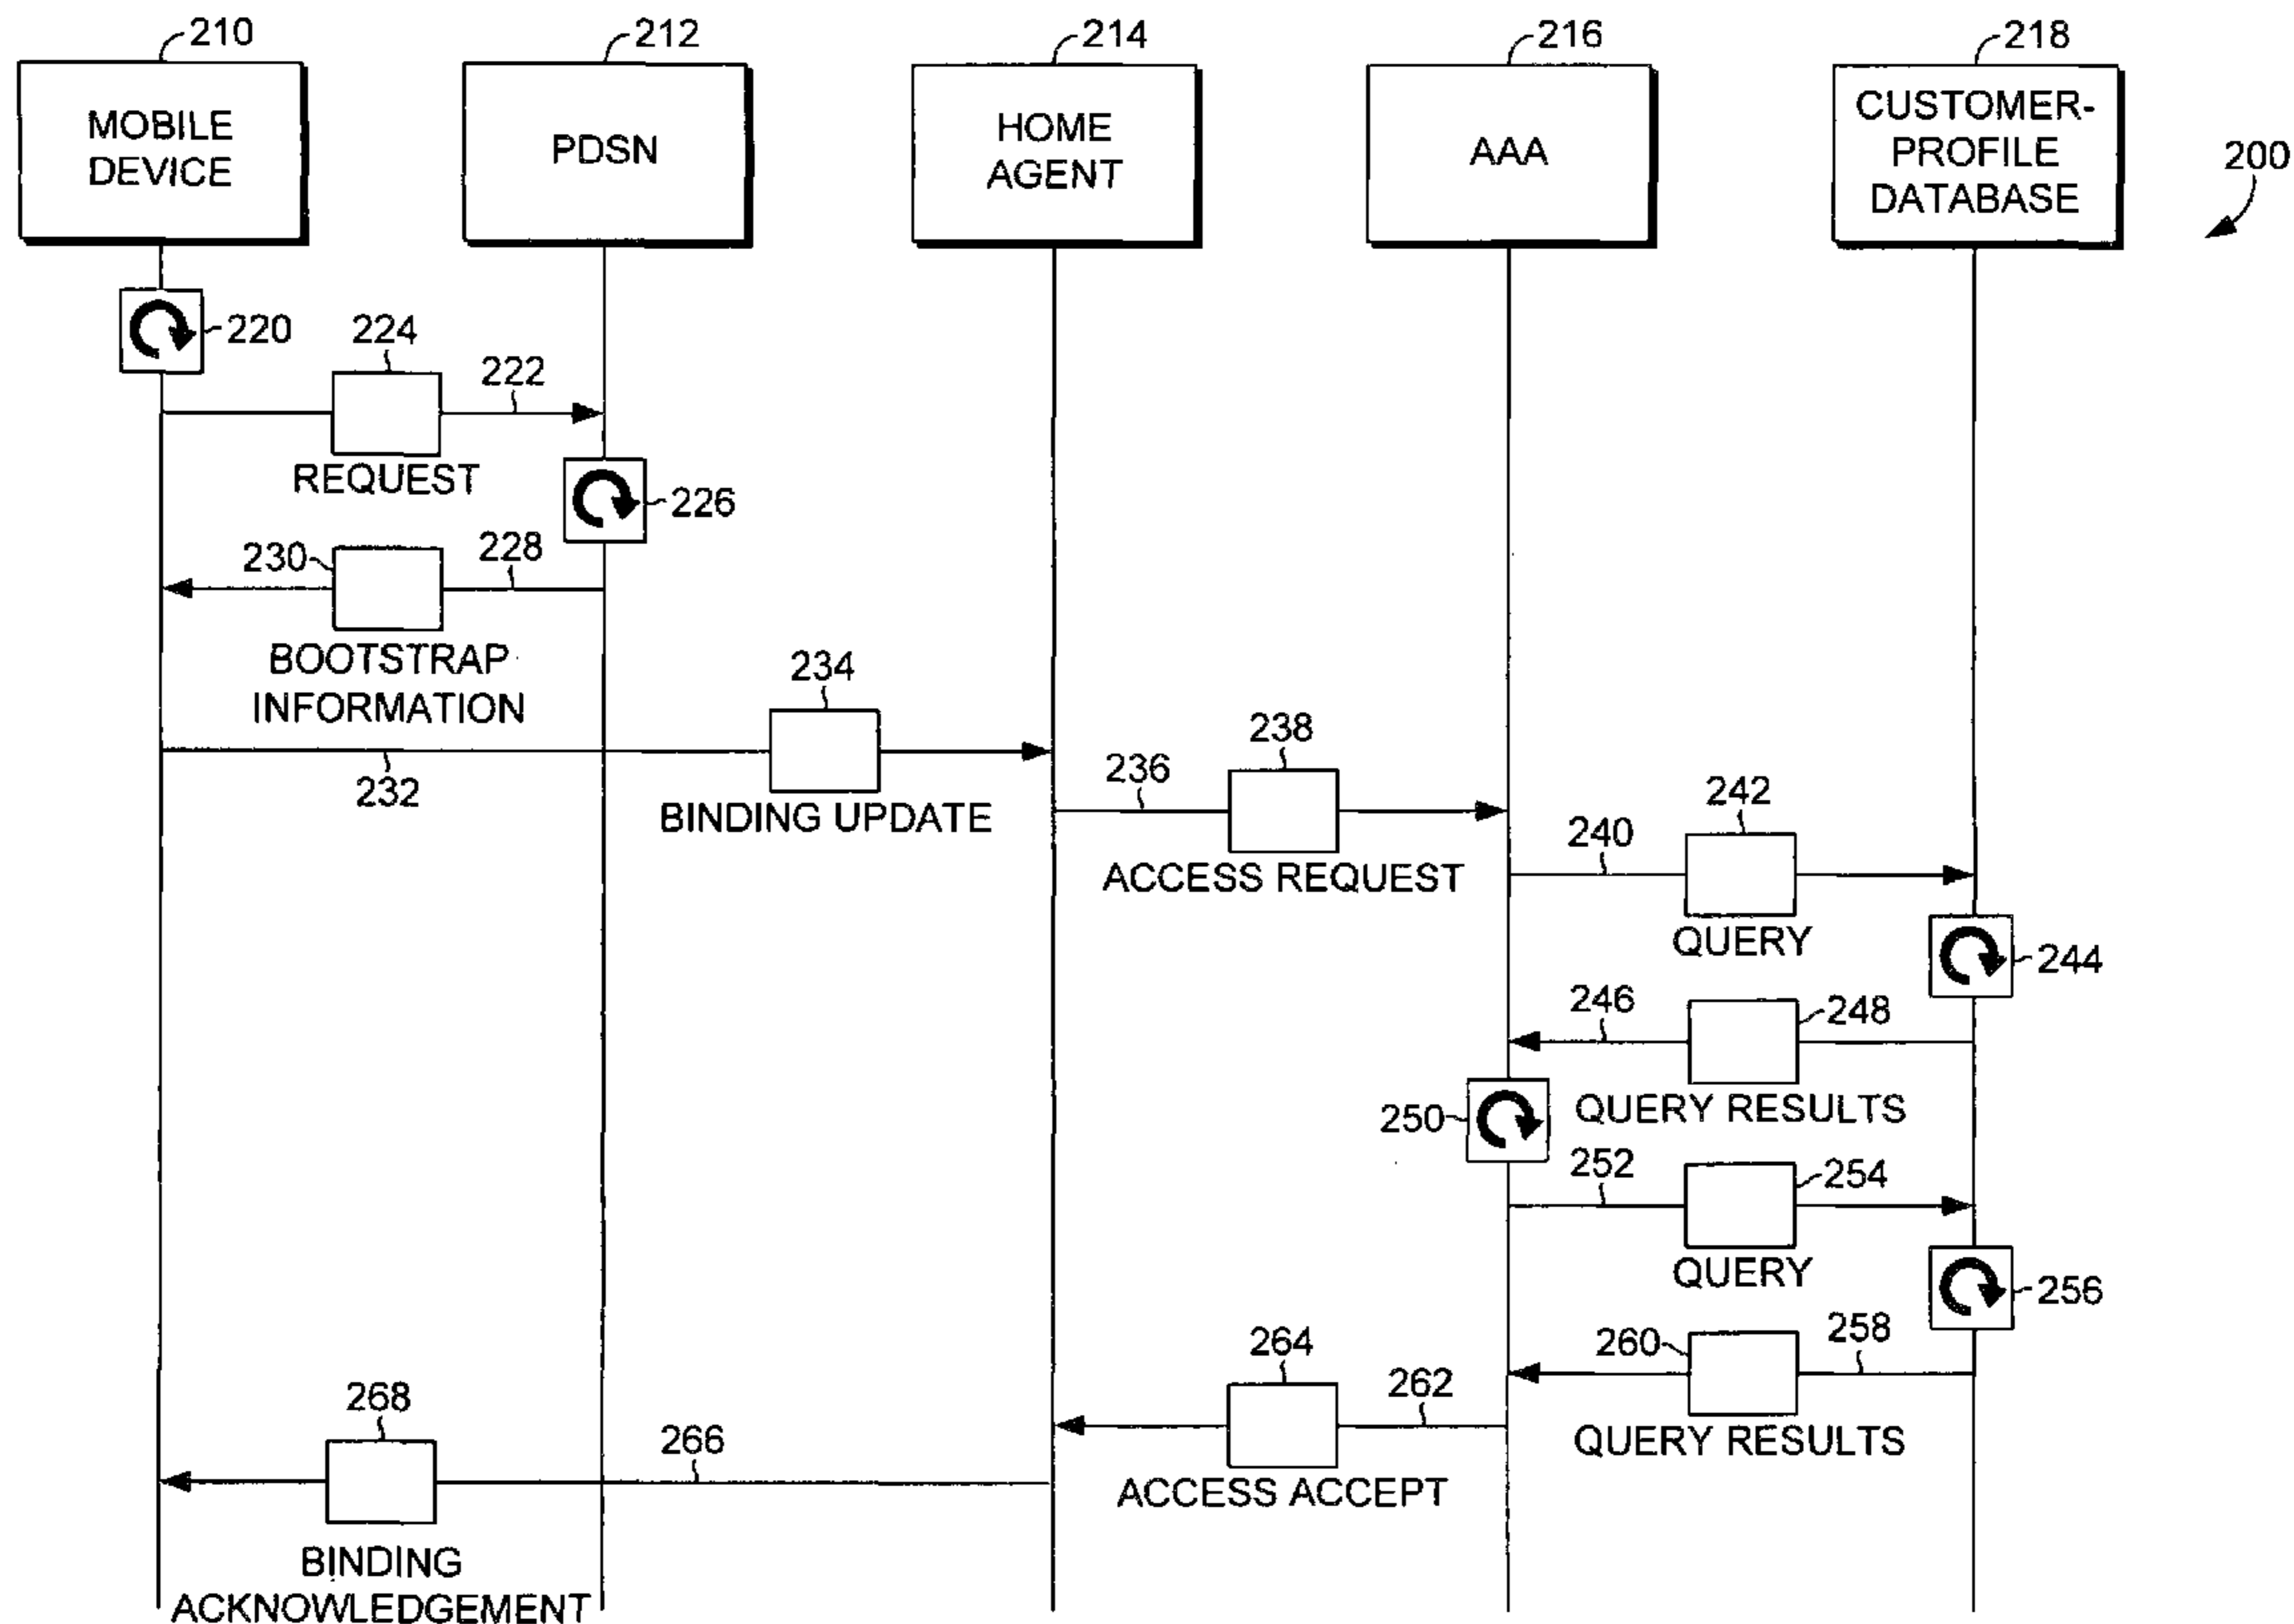 210
212
214
216
218
MOBILE
DEVICE
PDSN
HOME
AGENT
AAA
CUSTOMER-
PROFILE
DATABASE
200
220
224
222
REQUEST
226
230
228
BOOTSTRAP
INFORMATION
234
232
BINDING UPDATE
236
238
ACCESS REQUEST
240
242
QUERY
244
246
248
QUERY RESULTS
250
252
254
QUERY
256
260
258
QUERY RESULTS
264
262
ACCESS ACCEPT
268
266
BINDING
ACKNOWLEDGEMENT